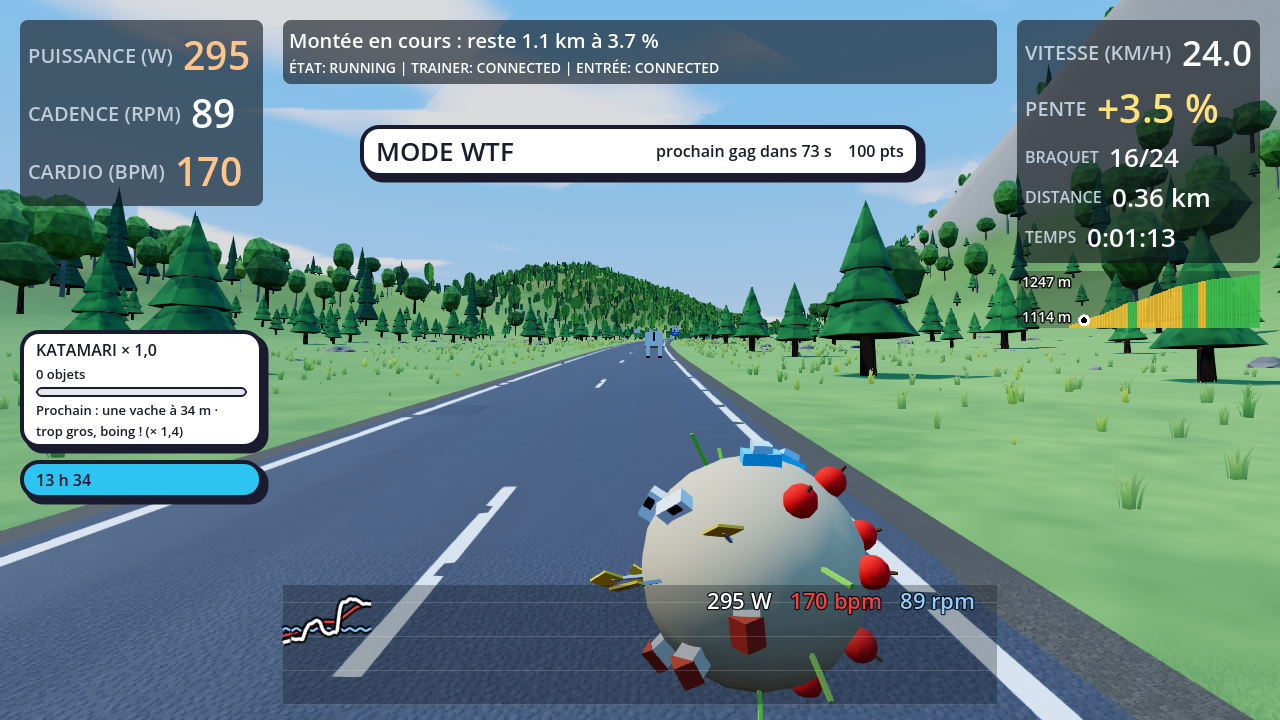 PUISSANCE (W) 295
CADENCE (RPM) 89
CARDIO (BPM) 170
Montée en cours : reste 1.1 km à 3.7 %
ÉTAT: RUNNING | TRAINER: CONNECTED | ENTRÉE: CONNECTED
MODE WTF prochain gag dans 73 s 100 pts
VITESSE (KM/H) 24.0
PENTE +3.5 %
BRAQUET 16/24
DISTANCE 0.36 km
TEMPS 0:01:13
1247 m
1114 m
KATAMARI × 1,0
0 objets
Prochain : une vache à 34 m ·
trop gros, boing ! (× 1,4)
13 h 34
295 W 170 bpm 89 rpm